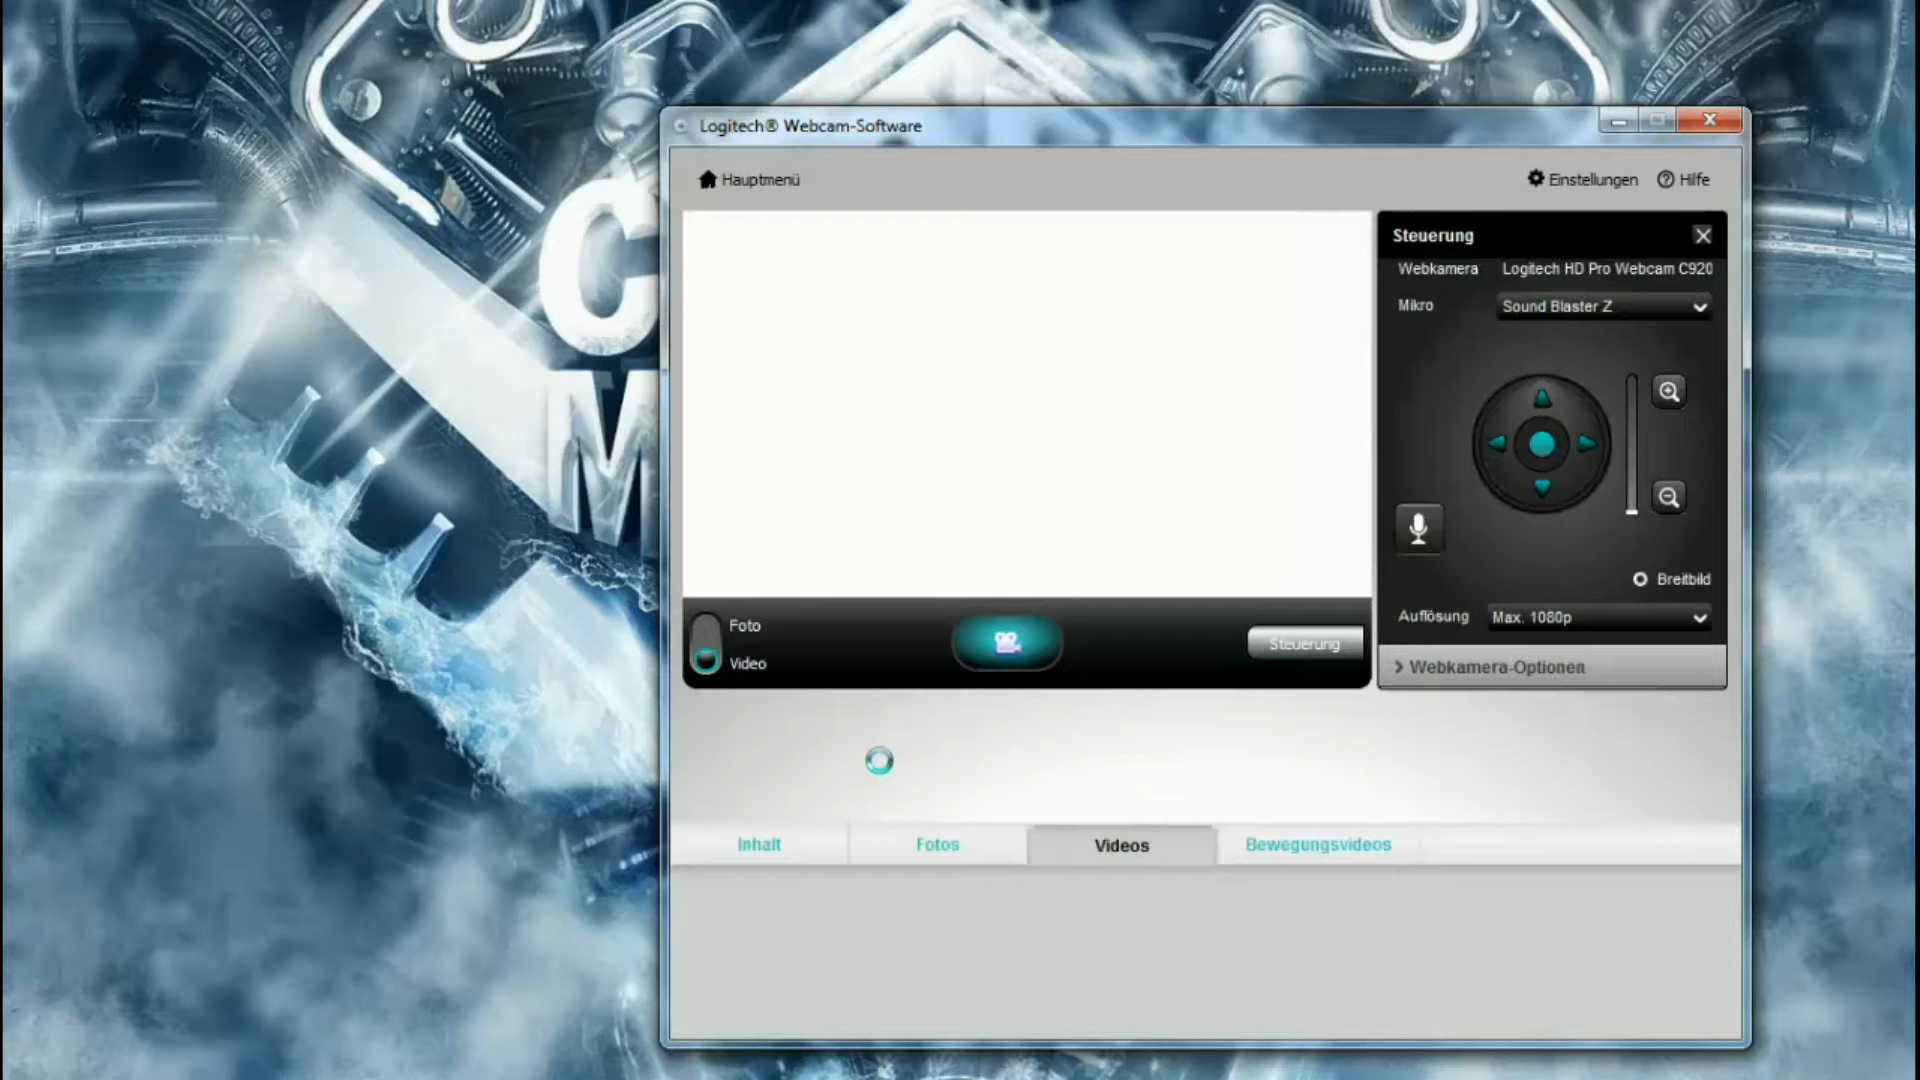 C
M
Logitech® Webcam-Software
Hauptmenü
Einstellungen
Hilfe
Steuerung
Webkamera Logitech HD Pro Webcam C920
Mikro Sound Blaster Z
Breitbild
Auflösung Max. 1080p
Webkamera-Optionen
Foto
Video
Steuerung
Inhalt
Fotos
Videos
Bewegungsvideos